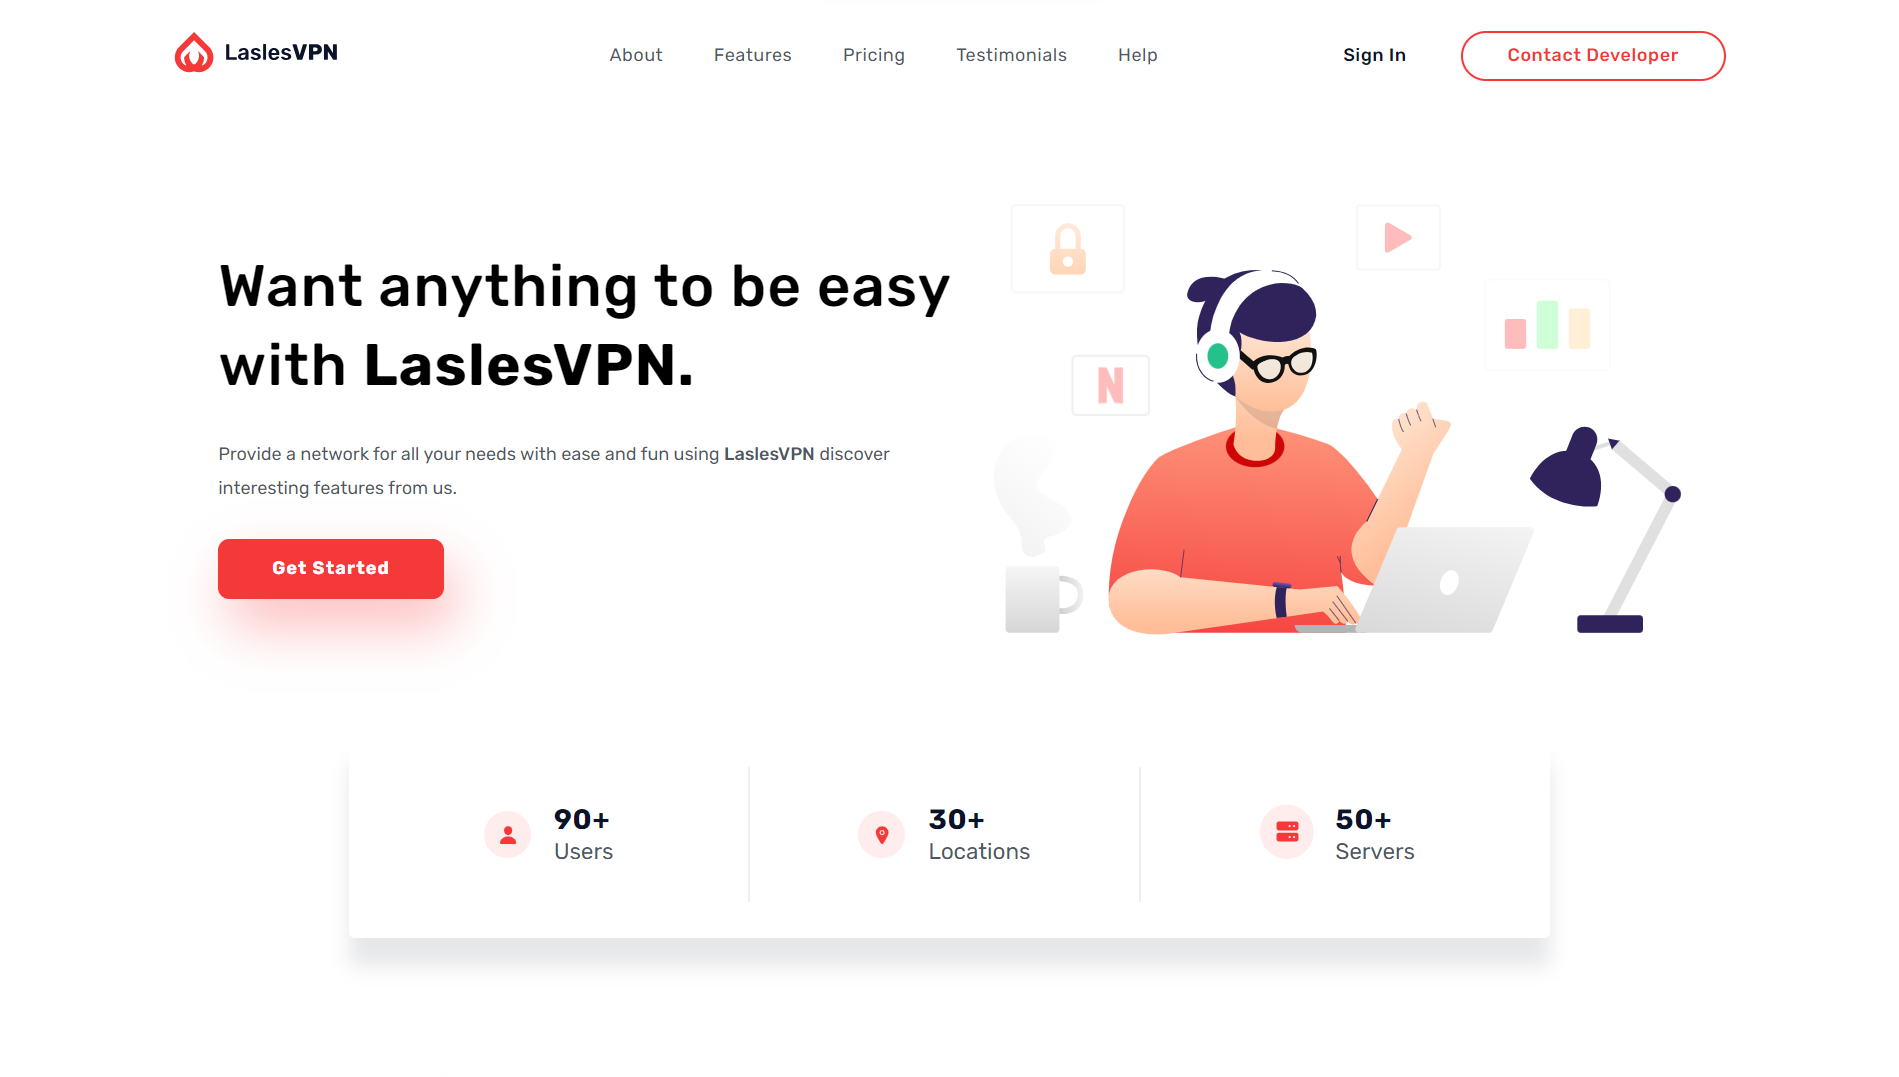 LaslesVPN
About Features Pricing Testimonials Help
Sign In
Contact Developer
Want anything to be easy
with LaslesVPN.
Provide a network for all your needs with ease and fun using LaslesVPN discover
interesting features from us.
Get Started
N
90+
Users
30+
Locations
50+
Servers